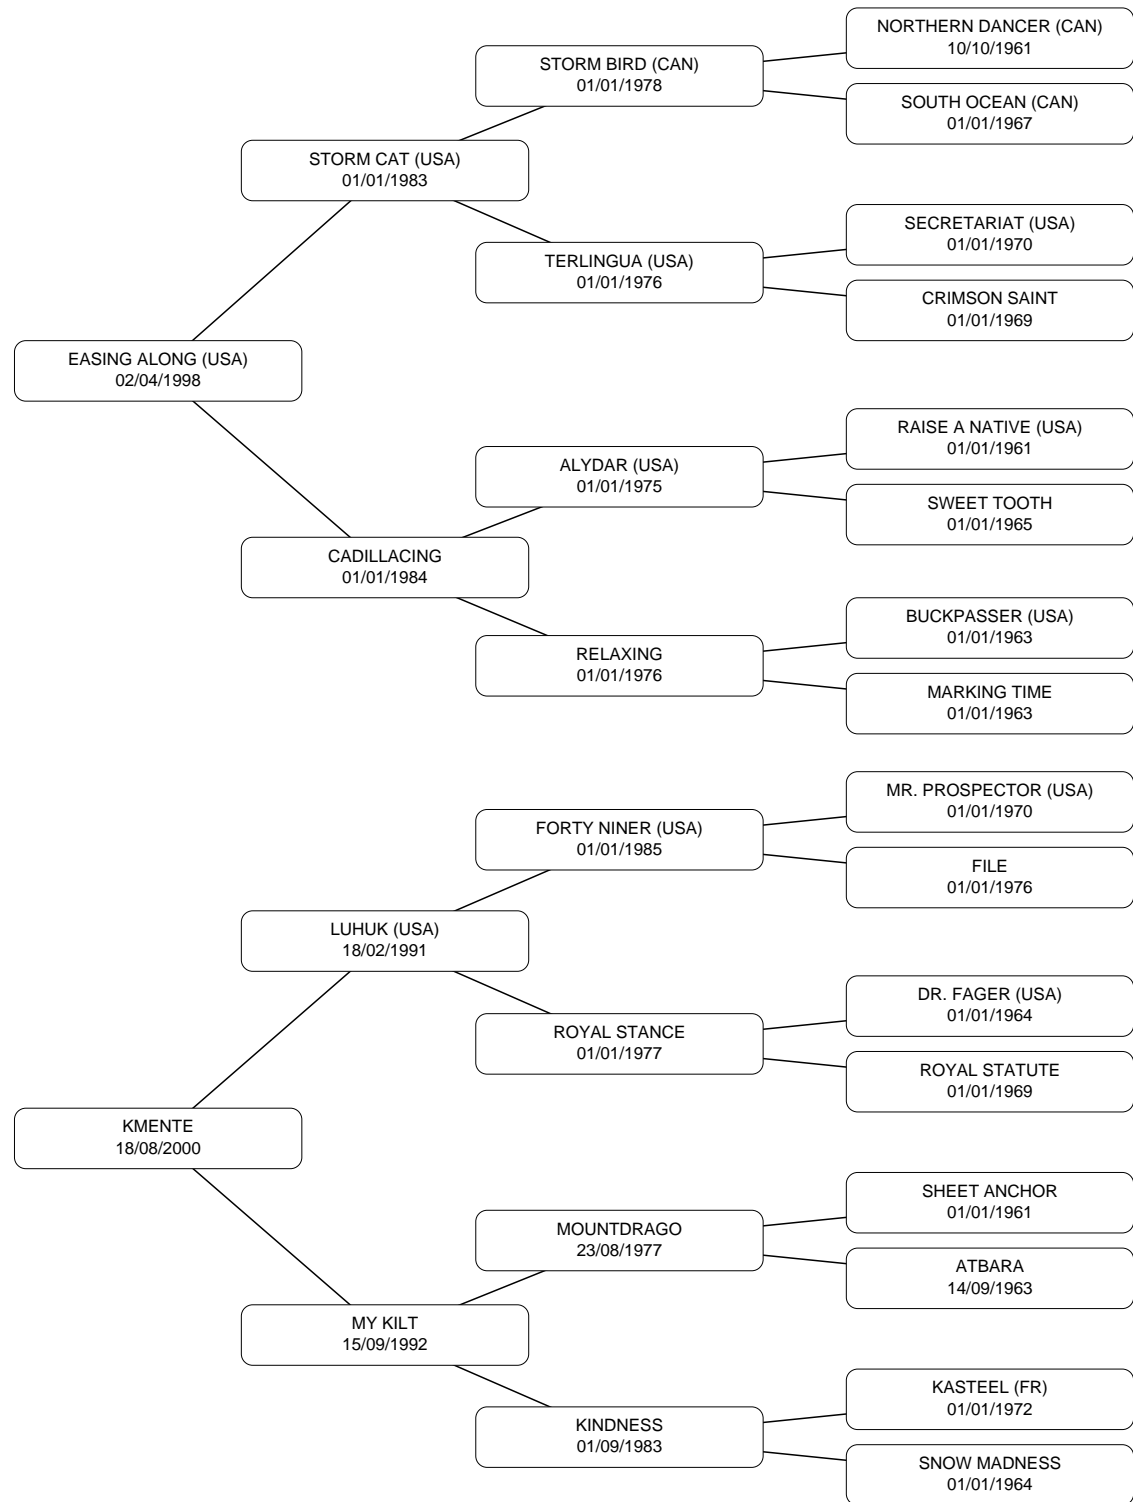 NORTHERN DANCER (CAN)
10/10/1961
STORM BIRD (CAN)
01/01/1978
SOUTH OCEAN (CAN)
01/01/1967
STORM CAT (USA)
01/01/1983
SECRETARIAT (USA)
01/01/1970
TERLINGUA (USA)
01/01/1976
CRIMSON SAINT
01/01/1969
EASING ALONG (USA)
02/04/1998
RAISE A NATIVE (USA)
01/01/1961
ALYDAR (USA)
01/01/1975
SWEET TOOTH
01/01/1965
CADILLACING
01/01/1984
BUCKPASSER (USA)
01/01/1963
RELAXING
01/01/1976
MARKING TIME
01/01/1963
MR. PROSPECTOR (USA)
01/01/1970
FORTY NINER (USA)
01/01/1985
FILE
01/01/1976
LUHUK (USA)
18/02/1991
DR. FAGER (USA)
01/01/1964
ROYAL STANCE
01/01/1977
ROYAL STATUTE
01/01/1969
KMENTE
18/08/2000
SHEET ANCHOR
01/01/1961
MOUNTDRAGO
23/08/1977
ATBARA
14/09/1963
MY KILT
15/09/1992
KASTEEL (FR)
01/01/1972
KINDNESS
01/09/1983
SNOW MADNESS
01/01/1964